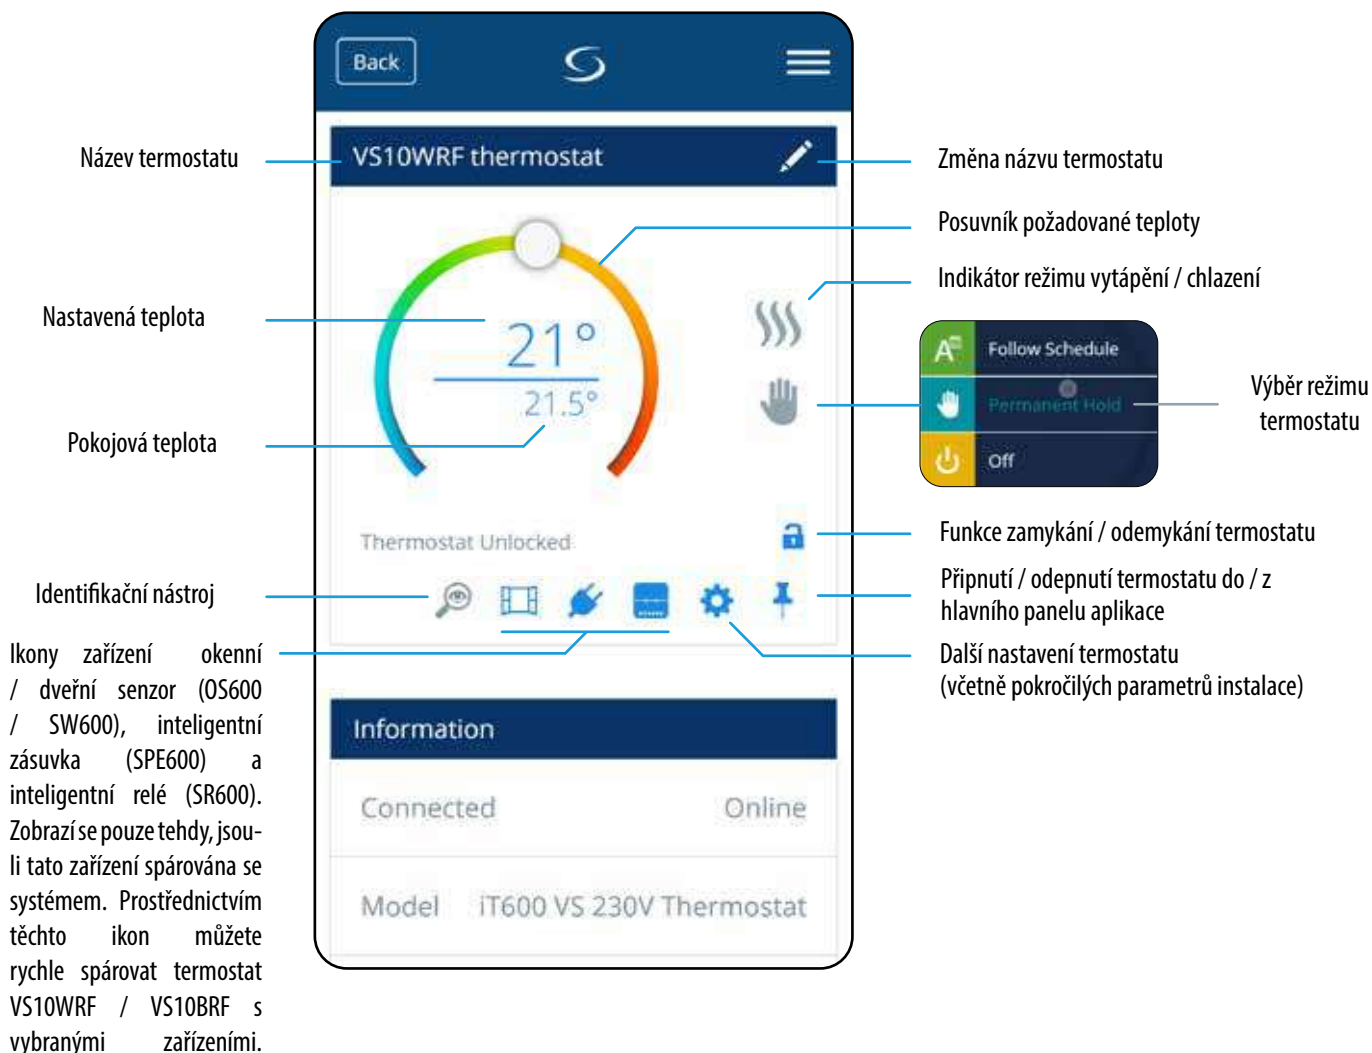 Back
VS10WRF thermostat
Název termostatu
Změna názvu termostatu
Posuvník požadované teploty
Indikátor režimu vytápění / chlazení
Nastavená teplota
21°
21.5°
Pokojová teplota
A
Follow Schedule
Permanent Hold
Off
Výběr režimu
termostatu
Thermostat Unlocked
Funkce zamykání / odemykání termostatu
Identifikační nástroj
Připnutí / odepnutí termostatu do / z
hlavního panelu aplikace
Další nastavení termostatu
(včetně pokročilých parametrů instalace)
Ikony zařízení okenní
/ dveřní senzor (OS600
/ SW600), inteligentní
zásuvka (SPE600) a
inteligentní relé (SR600).
Zobrazí se pouze tehdy, jsou-
li tato zařízení spárována se
systémem. Prostřednictvím
těchto ikon můžete
rychle spárovat termostat
VS10WRF / VS10BRF s
vybranými zařízeními.
Information
Connected Online
Model iT600 VS 230V Thermostat